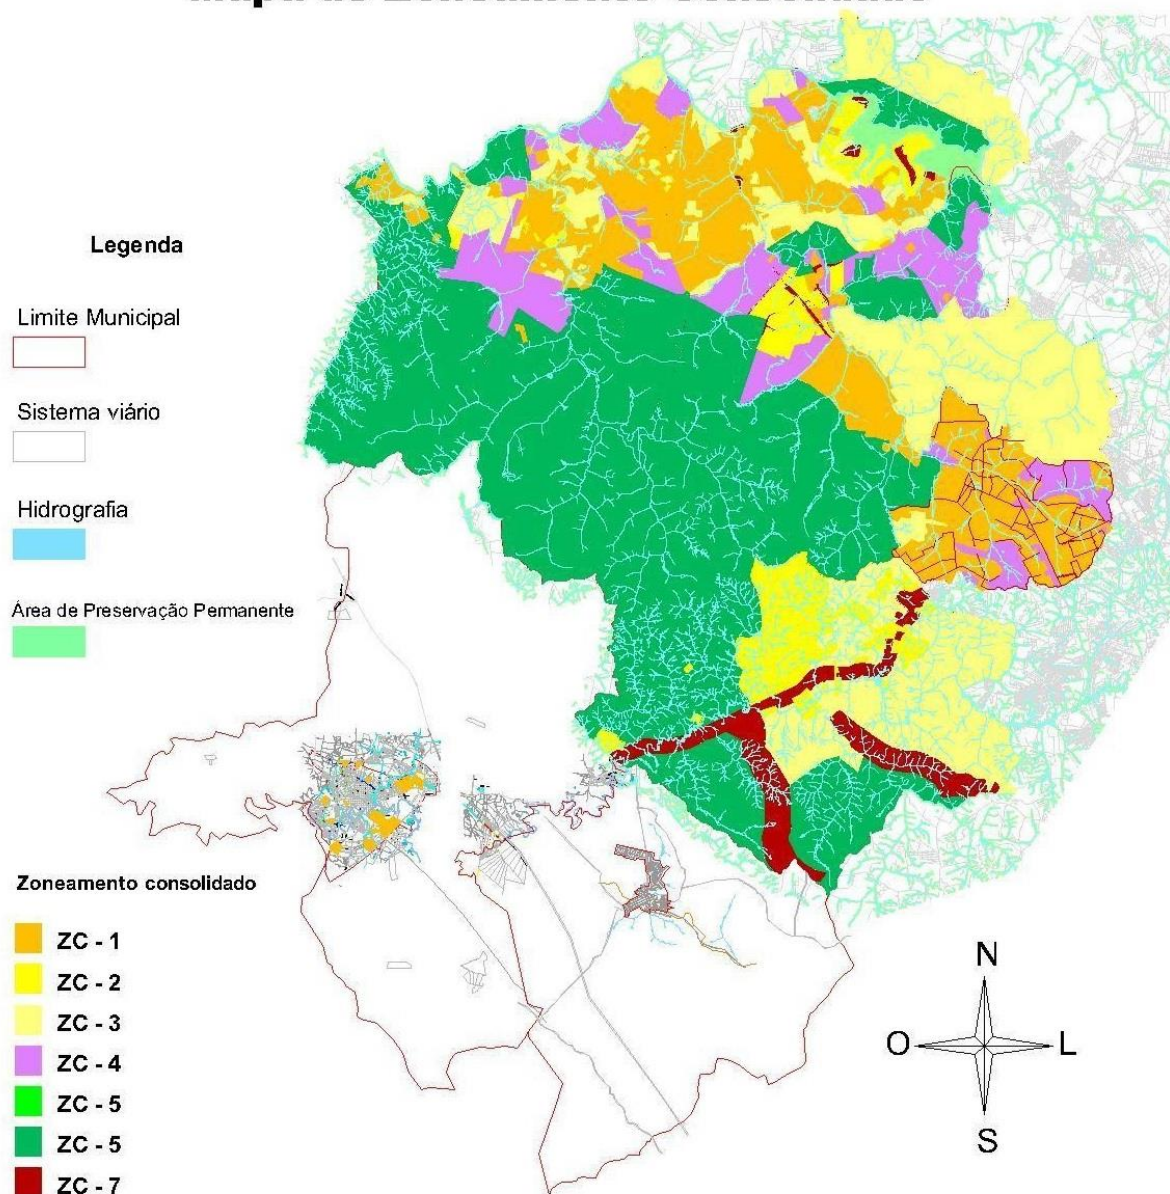 Legenda
Limite Municipal
Sistema viário
Hidrografia
Área de Preservação Permanente
Zoneamento consolidado
ZC - 1
ZC - 2
ZC - 3
ZC - 4
ZC - 5
ZC - 5
ZC - 7
N
O L
S